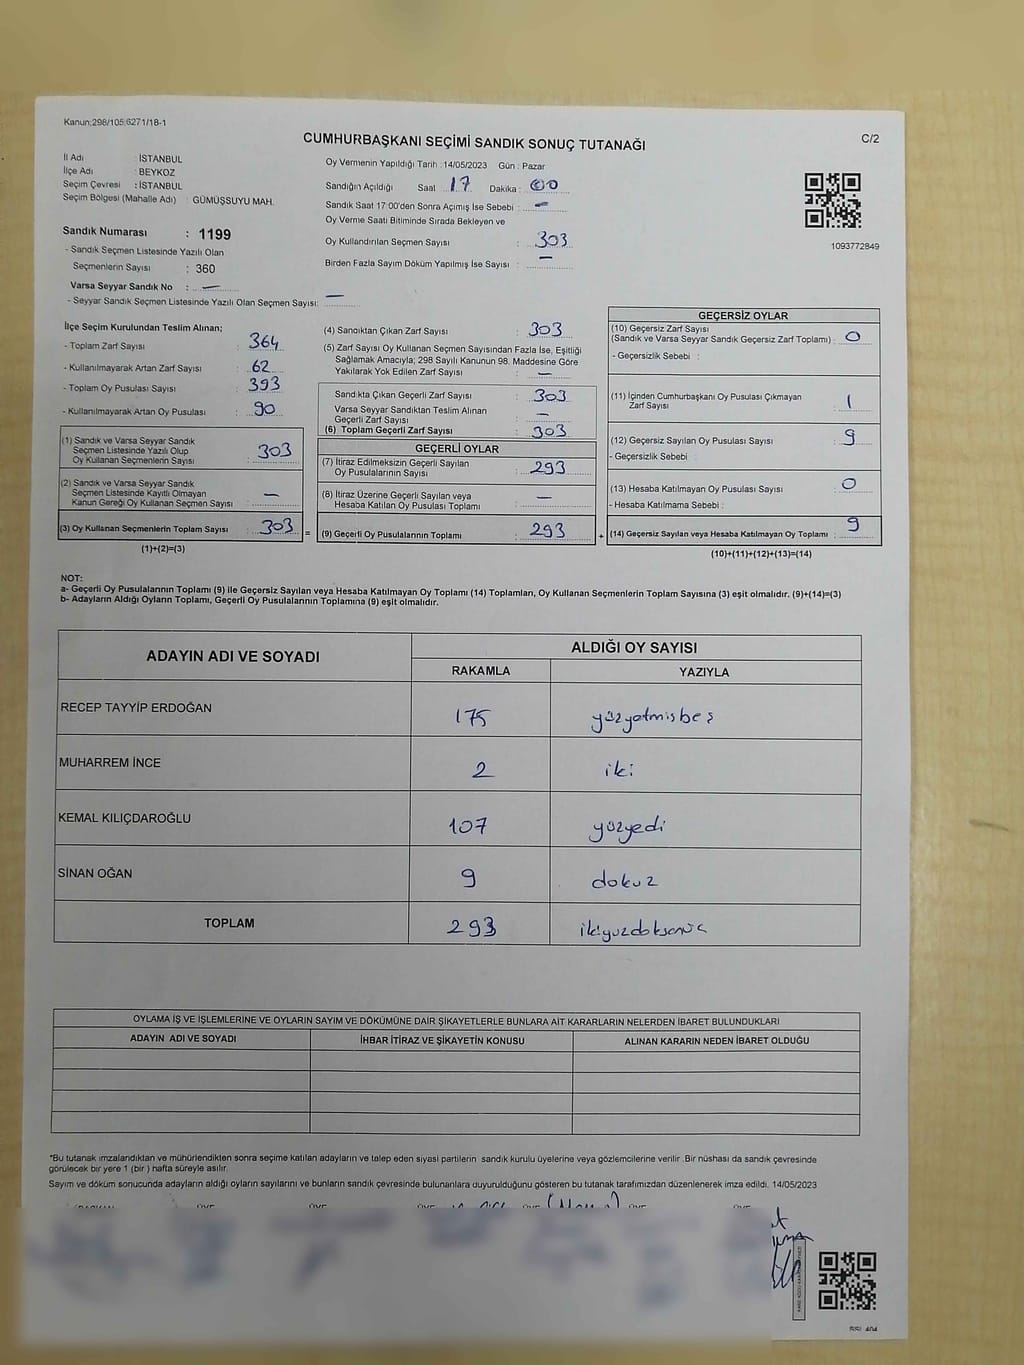 Kanun:298/105,6271/18-1
CUMHURBAŞKANI SEÇİMİ SANDIK SONUÇ TUTANAĞI
C/2
İl Adı : İSTANBUL
İlçe Adı : BEYKOZ
Seçim Çevresi : İSTANBUL
Seçim Bölgesi (Mahalle Adı) : GÜMÜŞSUYU MAH.
Sandık Numarası : 1199
- Sandık Seçmen Listesinde Yazılı Olan
Seçmenlerin Sayısı : 360
Varsa Seyyar Sandık No : —
- Seyyar Sandık Seçmen Listesinde Yazılı Olan Seçmen Sayısı: —
Oy Vermenin Yapıldığı Tarih :14/05/2023 Gün : Pazar
Sandığın Açıldığı Saat : 17 Dakika : 00
Sandık Saat 17:00'den Sonra Açımış İse Sebebi : —
Oy Verme Saati Bitiminde Sırada Bekleyen ve
Oy Kullandırılan Seçmen Sayısı : 303
Birden Fazla Sayım Döküm Yapılmış İse Sayısı : —
1093772849
İlçe Seçim Kurulundan Teslim Alınan;
- Toplam Zarf Sayısı : 364
- Kullanılmayarak Artan Zarf Sayısı : 62
- Toplam Oy Pusulası Sayısı : 393
- Kullanılmayarak Artan Oy Pusulası : 90
(1) Sandık ve Varsa Seyyar Sandık
Seçmen Listesinde Yazılı Olup
Oy Kullanan Seçmenlerin Sayısı : 303
(2) Sandık ve Varsa Seyyar Sandık
Seçmen Listesinde Kayıtlı Olmayan
Kanun Gereği Oy Kullanan Seçmen Sayısı : —
(3) Oy Kullanan Seçmenlerin Toplam Sayısı : 303 =
(1)+(2)=(3)
(4) Sandıktan Çıkan Zarf Sayısı : 303
(5) Zarf Sayısı Oy Kullanan Seçmen Sayısından Fazla İse, Eşitliği
Sağlamak Amacıyla; 298 Sayılı Kanunun 98. Maddesine Göre
Yakılarak Yok Edilen Zarf Sayısı : —
Sandıkta Çıkan Geçerli Zarf Sayısı : 303
Varsa Seyyar Sandıktan Teslim Alınan
Geçerli Zarf Sayısı : —
(6) Toplam Geçerli Zarf Sayısı : 303
GEÇERLİ OYLAR
(7) İtiraz Edilmeksizin Geçerli Sayılan
Oy Pusulalarının Sayısı : 293
(8) İtiraz Üzerine Geçerli Sayılan veya
Hesaba Katılan Oy Pusulası Toplamı : —
(9) Geçerli Oy Pusulalarının Toplamı : 293 +
GEÇERSİZ OYLAR
(10) Geçersiz Zarf Sayısı
(Sandık ve Varsa Seyyar Sandık Geçersiz Zarf Toplamı) : 0
- Geçersizlik Sebebi :
(11) İçinden Cumhurbaşkanı Oy Pusulası Çıkmayan
Zarf Sayısı : 1
(12) Geçersiz Sayılan Oy Pusulası Sayısı : 9
- Geçersizlik Sebebi :
(13) Hesaba Katılmayan Oy Pusulası Sayısı : 0
- Hesaba Katılmama Sebebi :
(14) Geçersiz Sayılan veya Hesaba Katılmayan Oy Toplamı : 9
(10)+(11)+(12)+(13)=(14)
NOT:
a- Geçerli Oy Pusulalarının Toplamı (9) ile Geçersiz Sayılan veya Hesaba Katılmayan Oy Toplamı (14) Toplamları, Oy Kullanan Seçmenlerin Toplam Sayısına (3) eşit olmalıdır. (9)+(14)=(3)
b- Adayların Aldığı Oyların Toplamı, Geçerli Oy Pusulalarının Toplamına (9) eşit olmalıdır.
ADAYIN ADI VE SOYADI ALDIĞI OY SAYISI
RAKAMLA YAZIYLA
RECEP TAYYİP ERDOĞAN 175 yüzyetmişbeş
MUHARREM İNCE 2 iki
KEMAL KILIÇDAROĞLU 107 yüzyedi
SİNAN OĞAN 9 dokuz
TOPLAM 293 ikiyüzdoksanüç
OYLAMA İŞ VE İŞLEMLERİNE VE OYLARIN SAYIM VE DÖKÜMÜNE DAİR ŞİKAYETLERLE BUNLARA AİT KARARLARIN NELERDEN İBARET BULUNDUKLARI
ADAYIN ADI VE SOYADI İHBAR İTİRAZ VE ŞİKAYETİN KONUSU ALINAN KARARIN NEDEN İBARET OLDUĞU
*Bu tutanak imzalandıktan ve mühürlendikten sonra seçime katılan adayların ve talep eden siyasi partilerin sandık kurulu üyelerine veya gözlemcilerine verilir .Bir nüshası da sandık çevresinde
görülecek bir yere 1 (bir ) hafta süreyle asılır.
Sayım ve döküm sonucunda adayların aldığı oyların sayılarını ve bunların sandık çevresinde bulunanlara duyurulduğunu gösteren bu tutanak tarafımızdan düzenlenerek imza edildi. 14/05/2023